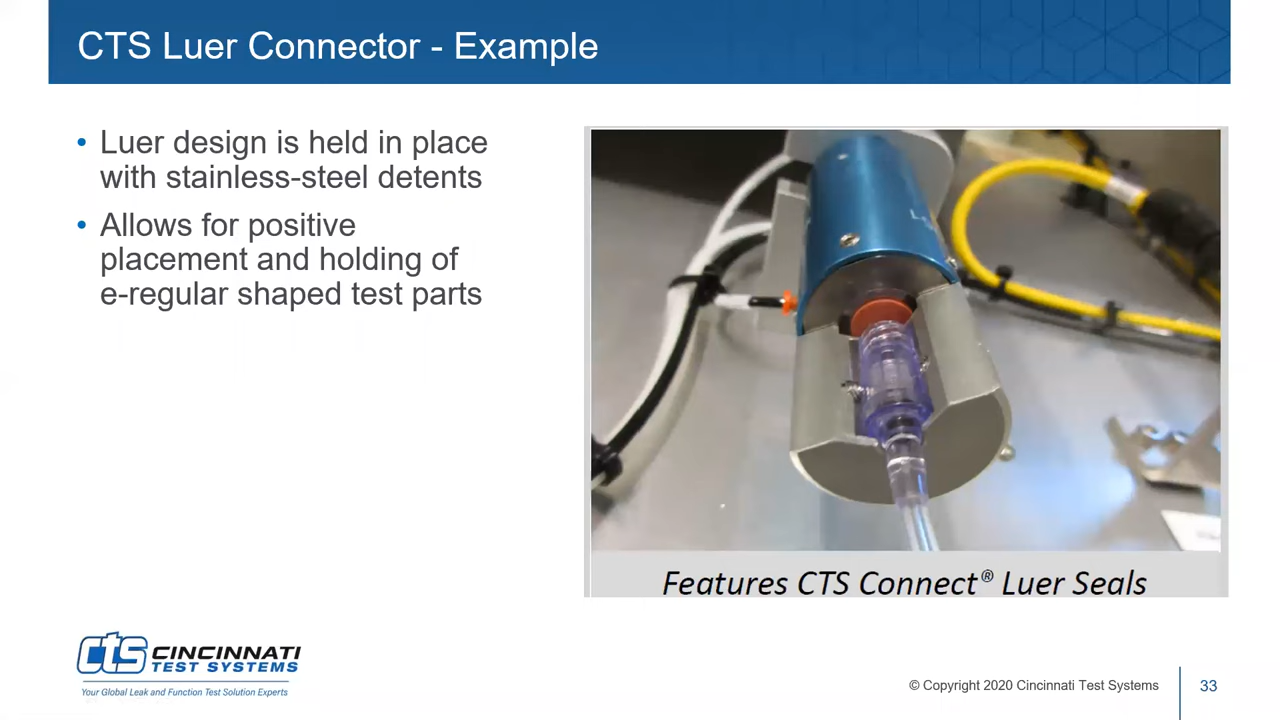 CTS Luer Connector - Example
• Luer design is held in place
with stainless-steel detents
• Allows for positive
placement and holding of
e-regular shaped test parts
Features CTS Connect® Luer Seals
CTS CINCINNATI
TEST SYSTEMS
Your Global Leak and Function Test Solution Experts
© Copyright 2020 Cincinnati Test Systems
33